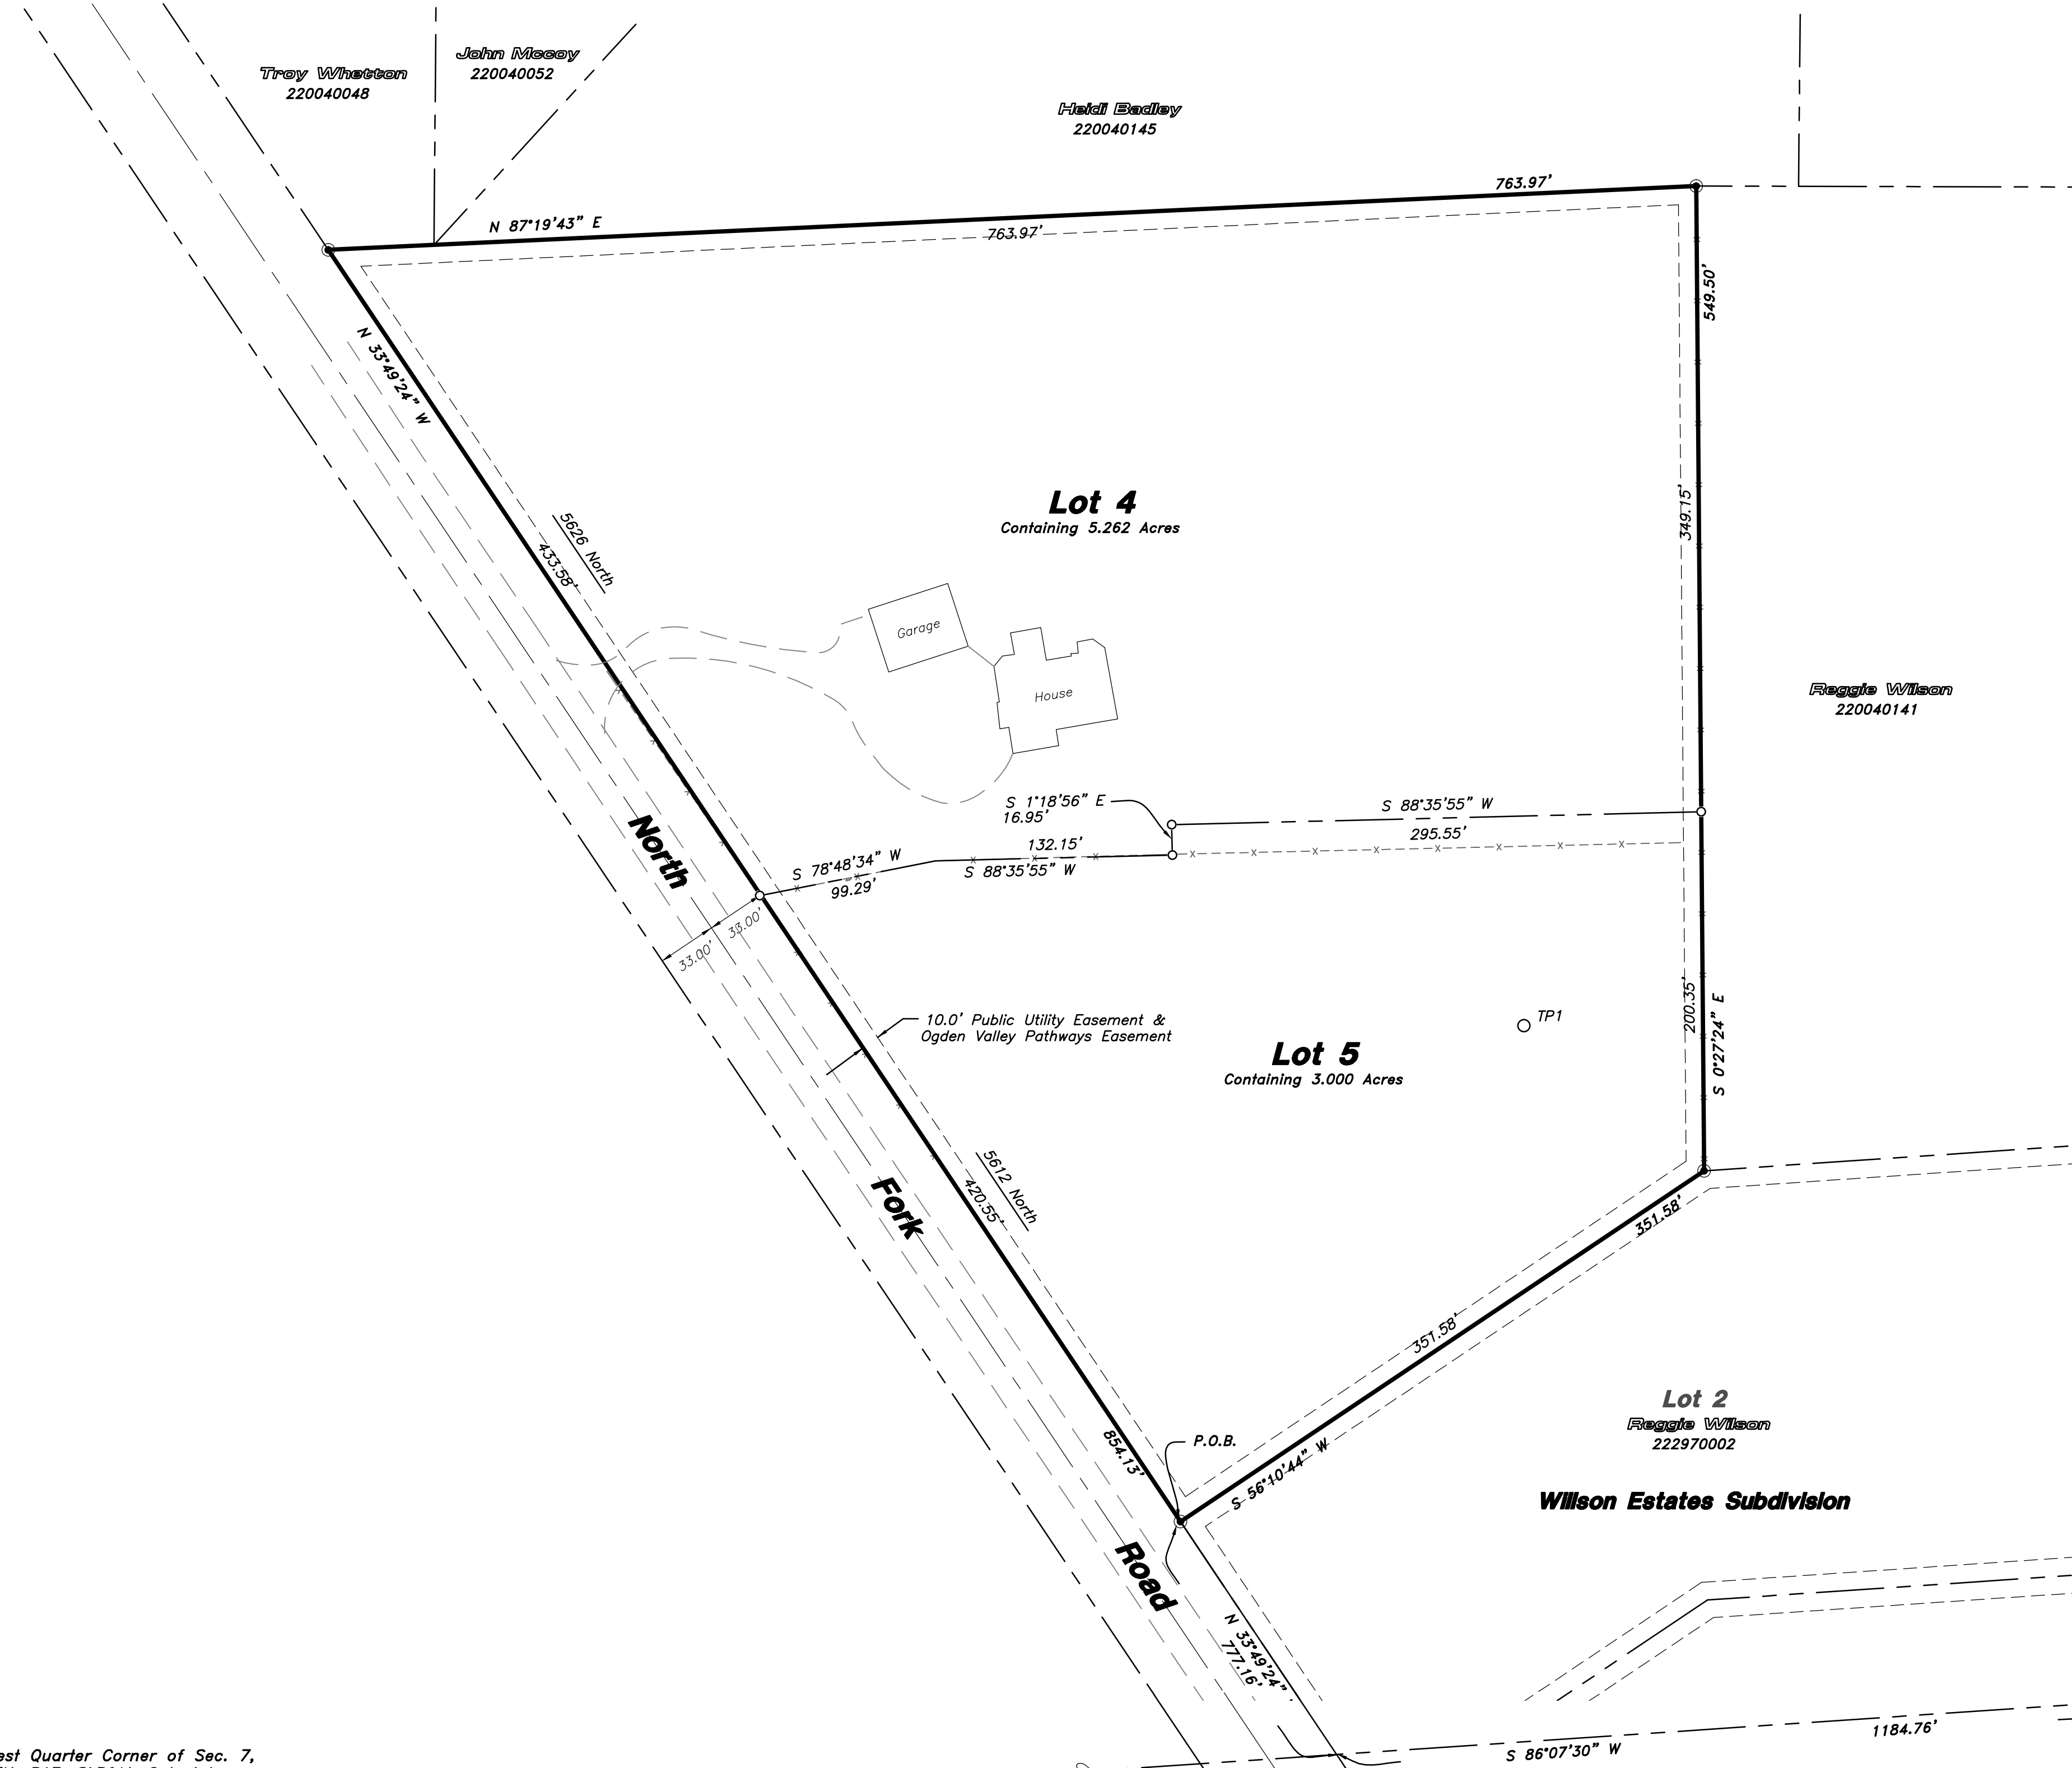 Troy Whetton
220040048
John Mccoy
220040052
Heidi Badley
220040145
763.97'
N 87°19'43" E
763.97'
549.50'
N 33°49'24" W
349.15'
Lot 4
Containing 5.262 Acres
5626 North
433.58'
Garage
House
Reggie Wilson
220040141
S 1°18'56" E
16.95'
S 88°35'55" W
295.55'
132.15'
S 88°35'55" W
S 78°48'34" W
99.29'
North
33.00'
33.00'
10.0' Public Utility Easement &
Ogden Valley Pathways Easement
TP1
200.35'
S 0°27'24" E
Lot 5
Containing 3.000 Acres
5612 North
420.55'
Fork
351.58'
351.58'
Lot 2
Reggie Wilson
222970002
P.O.B.
854.13'
S 56°10'44" W
Willson Estates Subdivision
Road
N 33°49'24"
777.16'
1184.76'
S 86°07'30" W
est Quarter Corner of Sec. 7,